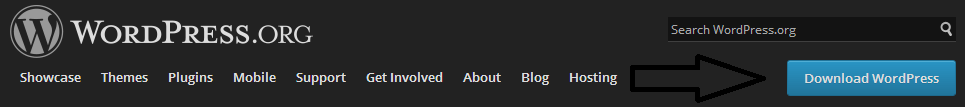 WORDPRESS.ORG
Search WordPress.org
Showcase Themes Plugins Mobile Support Get Involved About Blog Hosting Download WordPress